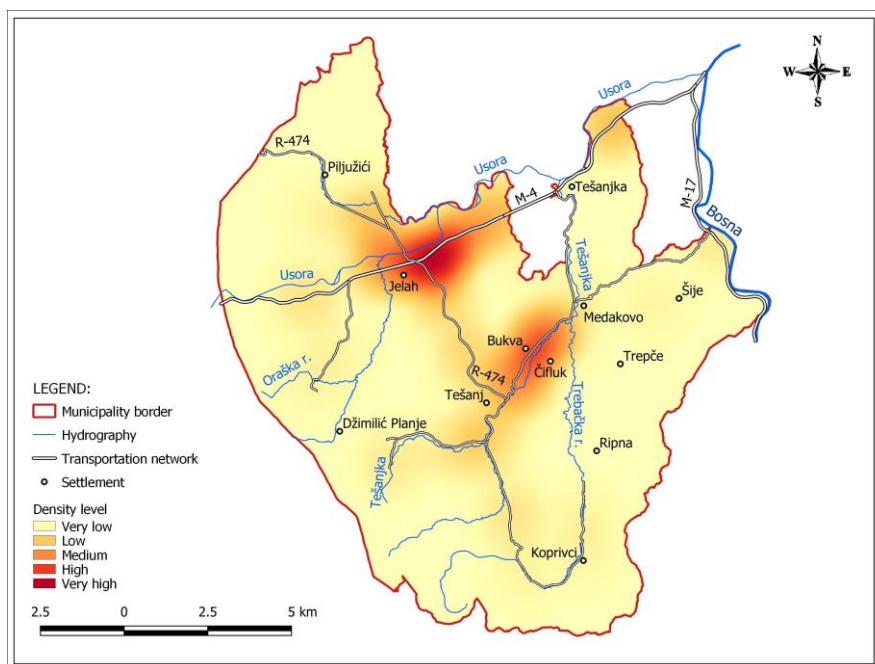 N
W E
S
Usora
R-474
Piljužići
Usora
M-4
Tešanjka
M-17
Bosna
Tešanjka
Usora
Jelah
Šije
Medakovo
Bukva
Čifluk
Trepče
Oraška r.
R-474
Tešanj
Trebačka r.
Džimilić Planje
Ripna
Tešanjka
Koprivci
LEGEND:
Municipality border
Hydrography
Transportation network
Settlement
Density level
Very low
Low
Medium
High
Very high
2.5 0 2.5 5 km